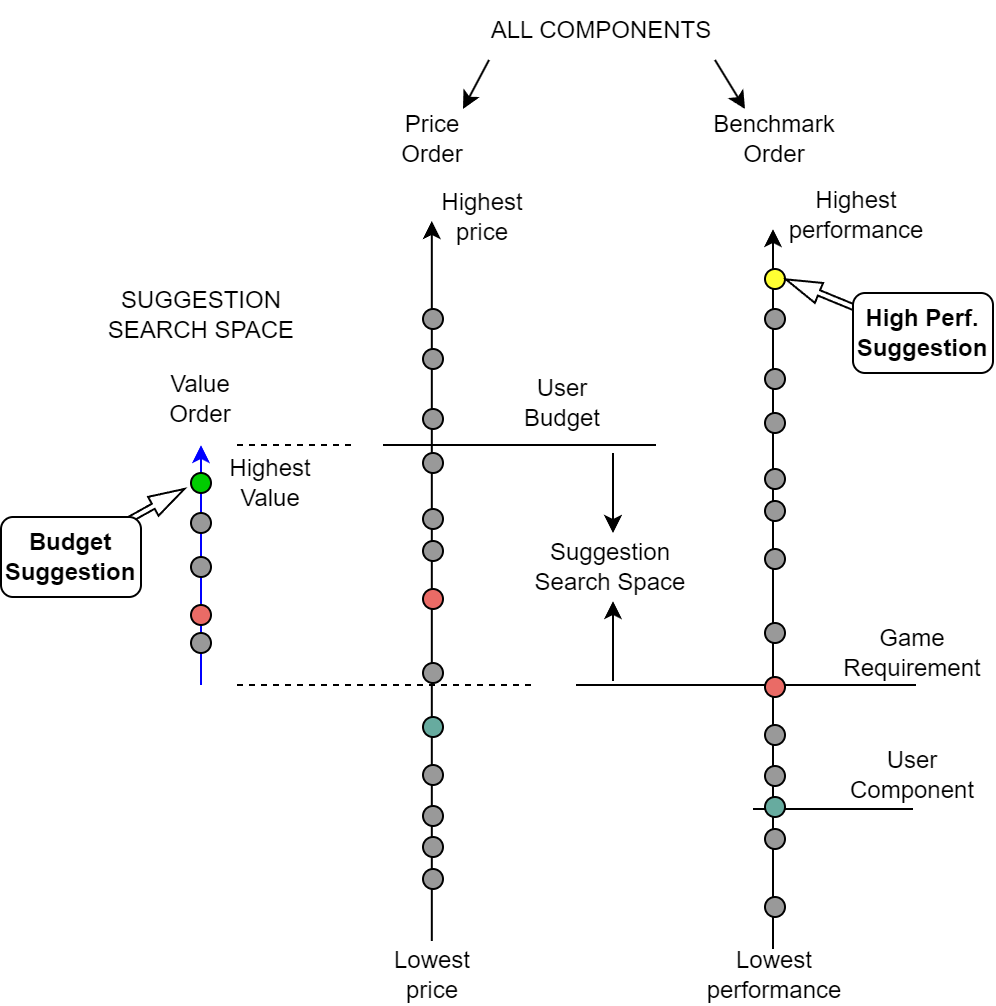 ALL COMPONENTS
Price
Order
Benchmark
Order
Highest
price
Highest
performance
SUGGESTION
SEARCH SPACE
High Perf.
Suggestion
Value
Order
User
Budget
Highest
Value
Budget
Suggestion
Suggestion
Search Space
Game
Requirement
User
Component
Lowest
price
Lowest
performance